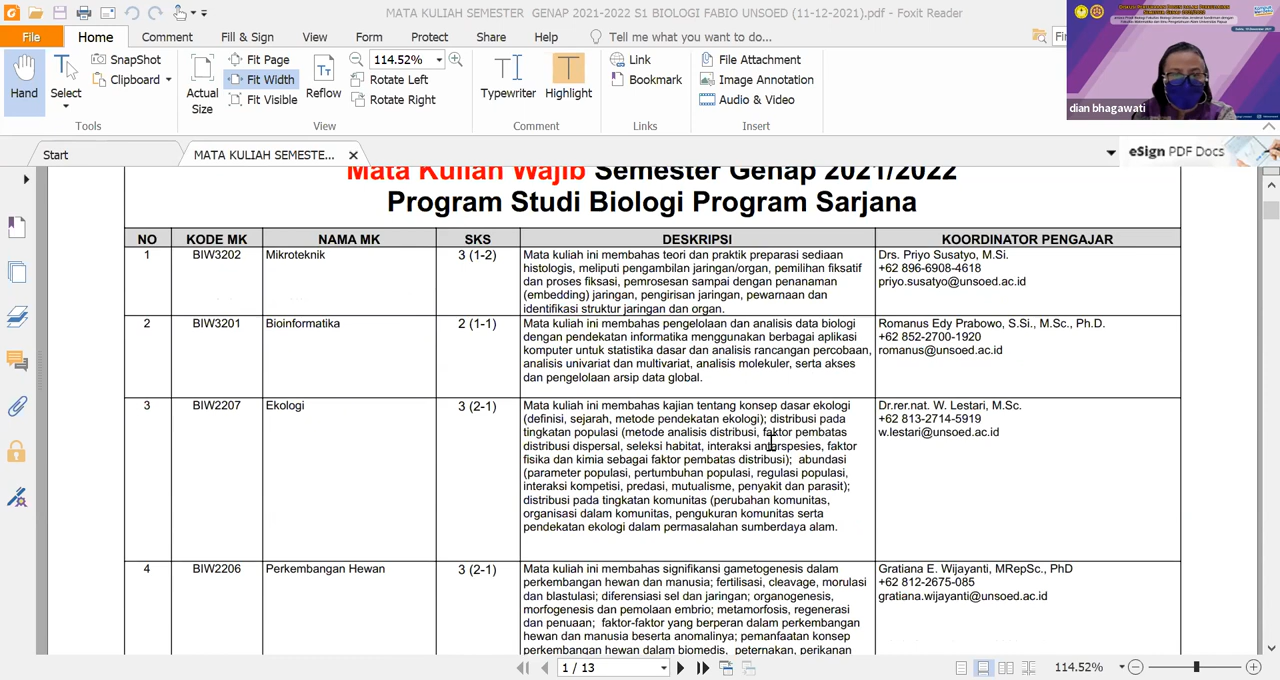 MATA KULIAH SEMESTER GENAP 2021-2022 S1 BIOLOGI FABIO UNSOED (11-12-2021).pdf - Foxit Reader
File Home Comment Fill & Sign View Form Protect Share Help Tell me what you want to do...
SnapShot
Clipboard
Hand
Select
Tools
Actual Size
Fit Page
Fit Width
Fit Visible
Reflow
114.52%
Rotate Left
Rotate Right
View
Typewriter
Highlight
Comment
Link
Bookmark
Links
File Attachment
Image Annotation
Audio & Video
Insert
dian bhagawati
Start
MATA KULIAH SEMESTE...
eSign PDF Docs
Mata Kuliah Wajib Semester Genap 2021/2022
Program Studi Biologi Program Sarjana
NO KODE MK NAMA MK SKS DESKRIPSI KOORDINATOR PENGAJAR
1 BIW3202 Mikroteknik 3 (1-2)
Mata kuliah ini membahas teori dan praktik preparasi sediaan
histologis, meliputi pengambilan jaringan/organ, pemilihan fiksatif
dan proses fiksasi, pemrosesan sampai dengan penanaman
(embedding) jaringan, pengirisan jaringan, pewarnaan dan
identifikasi struktur jaringan dan organ.
Drs. Priyo Susatyo, M.Si.
+62 896-6908-4618
priyo.susatyo@unsoed.ac.id
2 BIW3201 Bioinformatika 2 (1-1)
Mata kuliah ini membahas pengelolaan dan analisis data biologi
dengan pendekatan informatika menggunakan berbagai aplikasi
komputer untuk statistika dasar dan analisis rancangan percobaan,
analisis univariat dan multivariat, analisis molekuler, serta akses
dan pengelolaan arsip data global.
Romanus Edy Prabowo, S.Si., M.Sc., Ph.D.
+62 852-2700-1920
romanus@unsoed.ac.id
3 BIW2207 Ekologi 3 (2-1)
Mata kuliah ini membahas kajian tentang konsep dasar ekologi
(definisi, sejarah, metode pendekatan ekologi); distribusi pada
tingkatan populasi (metode analisis distribusi, faktor pembatas
distribusi dispersal, seleksi habitat, interaksi antarspesies, faktor
fisika dan kimia sebagai faktor pembatas distribusi); abundasi
(parameter populasi, pertumbuhan populasi, regulasi populasi,
interaksi kompetisi, predasi, mutualisme, penyakit dan parasit);
distribusi pada tingkatan komunitas (perubahan komunitas,
organisasi dalam komunitas, pengukuran komunitas serta
pendekatan ekologi dalam permasalahan sumberdaya alam.
Dr.rer.nat. W. Lestari, M.Sc.
+62 813-2714-5919
w.lestari@unsoed.ac.id
4 BIW2206 Perkembangan Hewan 3 (2-1)
Mata kuliah ini membahas signifikansi gametogenesis dalam
perkembangan hewan dan manusia; fertilisasi, cleavage, morulasi
dan blastulasi; diferensiasi sel dan jaringan; organogenesis,
morfogenesis dan pemolaan embrio; metamorfosis, regenerasi
dan penuaan; faktor-faktor yang berperan dalam perkembangan
hewan dan manusia beserta anomalinya; pemanfaatan konsep
perkembangan hewan dalam biomedis, peternakan, perikanan
Gratiana E. Wijayanti, MRepSc., PhD
+62 812-2675-085
gratiana.wijayanti@unsoed.ac.id
1 / 13
114.52%